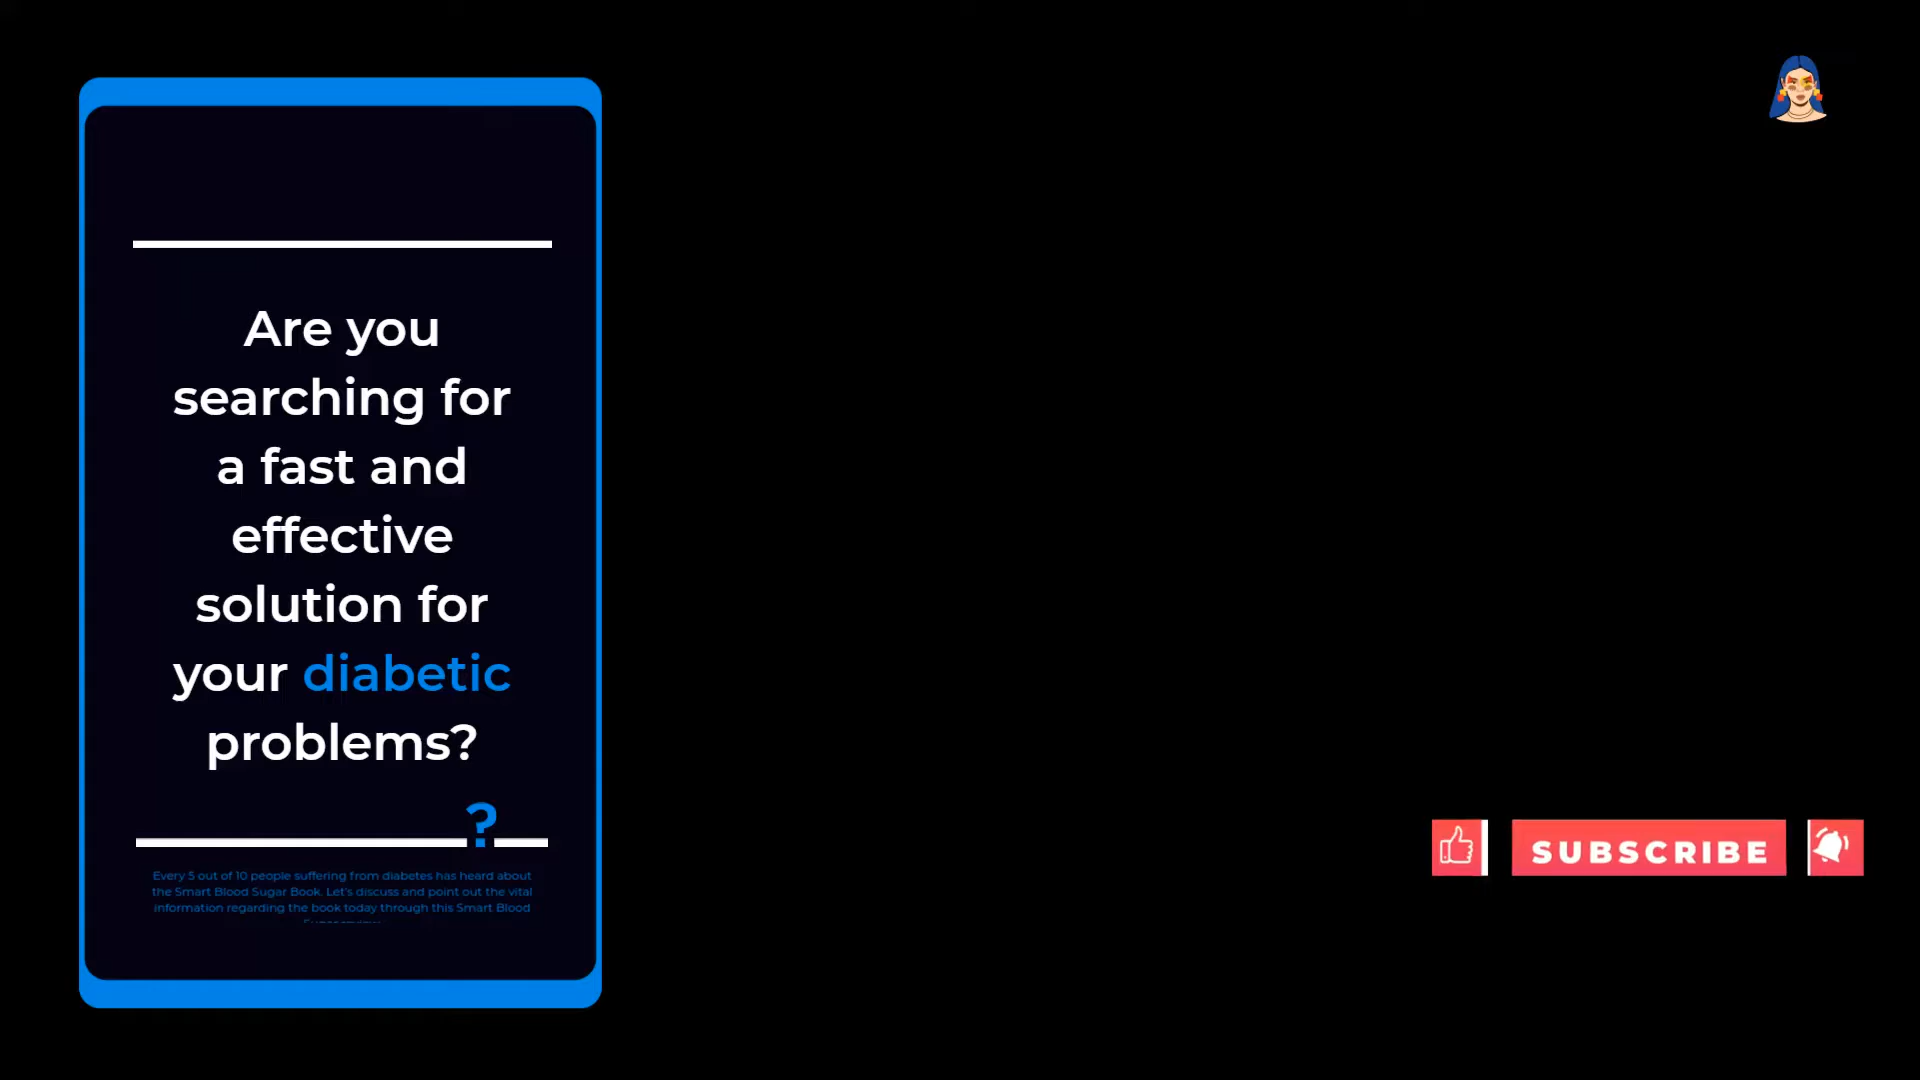 Are you
searching for
a fast and
effective
solution for
your diabetic
problems?
?
Every 5 out of 10 people suffering from diabetes has heard about
the Smart Blood Sugar Book. Let's discuss and point out the vital
information regarding the book today through this Smart Blood
SUBSCRIBE